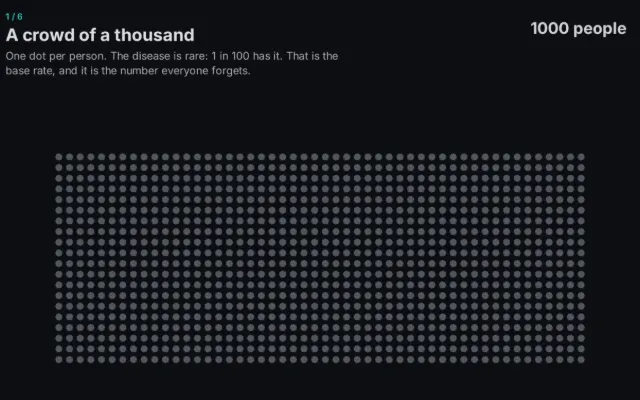 1 / 6
A crowd of a thousand
1000 people
One dot per person. The disease is rare: 1 in 100 has it. That is the
base rate, and it is the number everyone forgets.